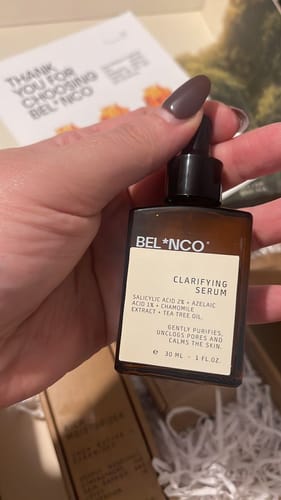 THANK
YOU FOR
CHOOSING
BEL*NCO
BEL*NCO
CLARIFYING
SERUM
SALICYLIC ACID 2% + AZELAIC
ACID 1% + CHAMOMILE
EXTRACT + TEA TREE OIL.
GENTLY PURIFIES,
UNCLOGS PORES AND
CALMS THE SKIN.
℮ 30 ML - 1 FL.OZ.
MOISTURIZER